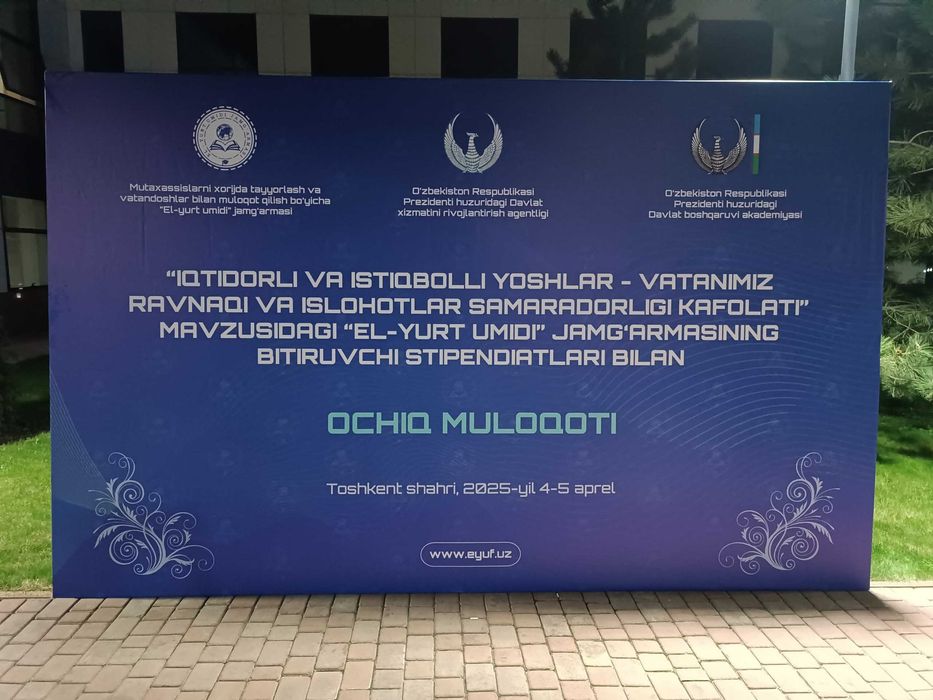 Mutaxassislarni xorijda tayyorlash va
vatandoshlar bilan muloqot qilish bo'yicha
"El-yurt umidi" jamg'armasi
O'zbekiston Respublikasi
Prezidenti huzuridagi Davlat
xizmatini rivojlantirish agentligi
O'zbekiston Respublikasi
Prezidenti huzuridagi
Davlat boshqaruvi akademiyasi
"IQTIDORLI VA ISTIQBOLLI YOSHLAR - VATANIMIZ
RAVNAQI VA ISLOHOTLAR SAMARADORLIGI KAFOLATI"
MAVZUSIDAGI "EL-YURT UMIDI" JAMG'ARMASINING
BITIRUVCHI STIPENDIATLARI BILAN
OCHIQ MULOQOTI
Toshkent shahri, 2025-yil 4-5 aprel
www.eyuf.uz